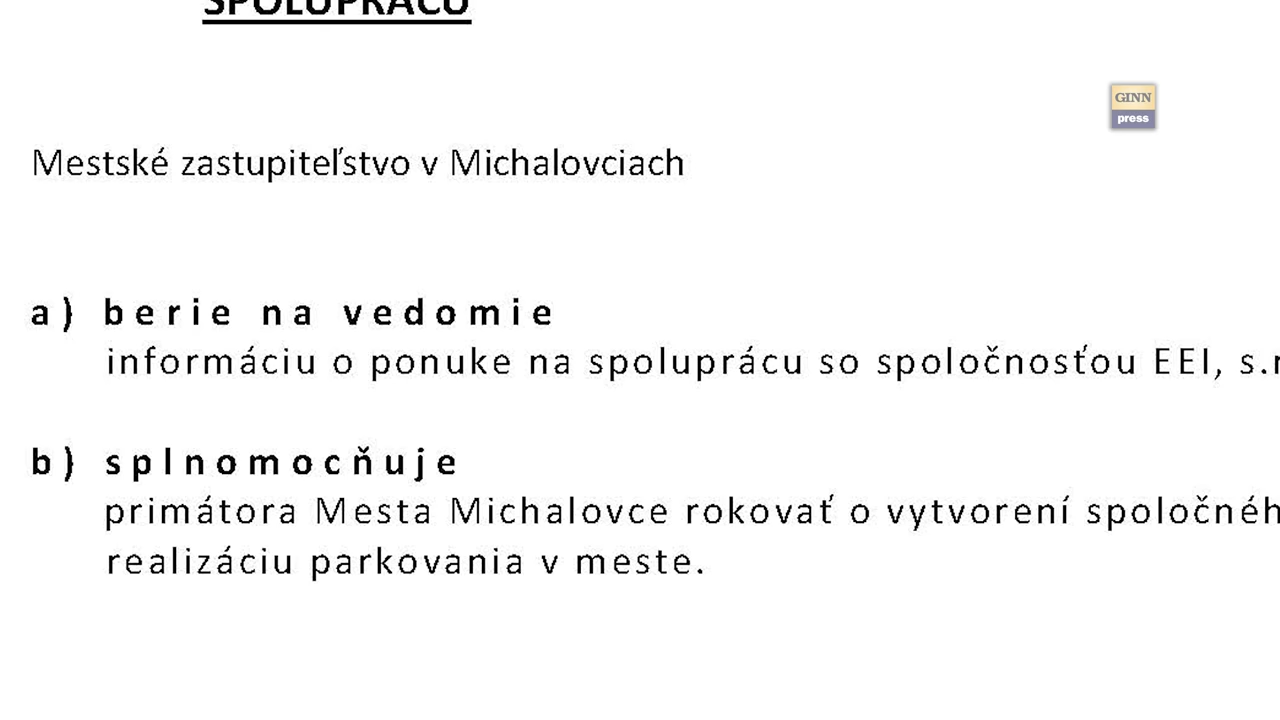 SPOLUPRÁCU
GINN
press
Mestské zastupiteľstvo v Michalovciach
a) berie na vedomie
informáciu o ponuke na spoluprácu so spoločnosťou EEI,
b) splnomocňuje
primátora Mesta Michalovce rokovať o vytvorení
realizáciu parkovania v meste.